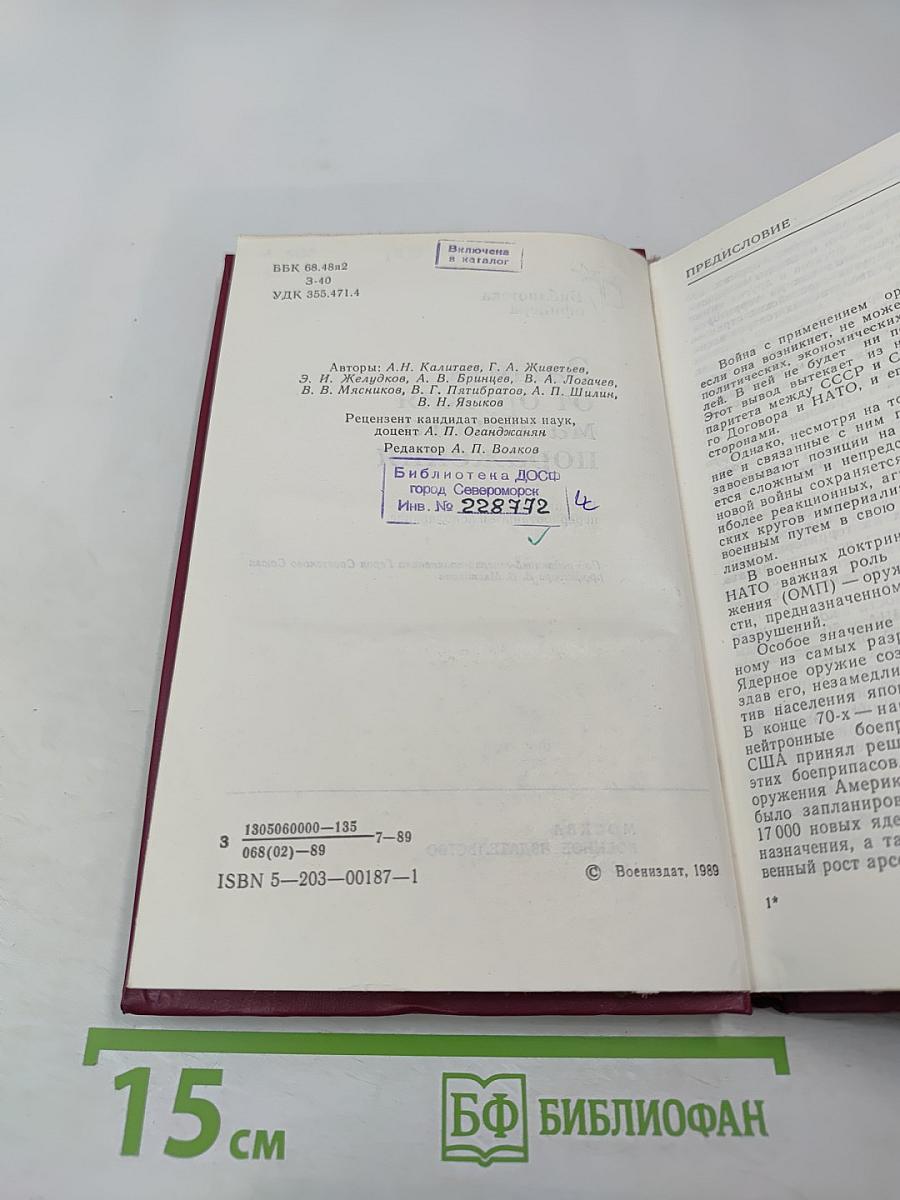 ББК 68.48я2
З-40
УДК 355.471.4
Включена
в каталог
Авторы: А.Н. Калитаев, Г. А. Живетьев,
Э. И. Желудков, А. В. Бринцев, В. А. Логачев,
В. В. Мясников, В. Г. Пятибратов, А. П. Шилин,
В. Н. Языков
Рецензент кандидат военных наук,
доцент А. П. Оганджанян
Редактор А. П. Волков
Библиотека ДОСФ
город Североморск
Инв. № 228772
З 1305060000—135
068(02)—89
7—89
ISBN 5—203—00187—1
© Воениздат, 1989
ПРЕДИСЛОВИЕ
Война с применением ор
если она возникнет, не може
политических, экономических
лей. В ней не будет ни по
Этот вывод вытекает из н
паритета между СССР и С
го Договора и НАТО, и ег
сторонами.
Однако, несмотря на то
ние и связанные с ним п
завоевывают позиции на
ется сложным и непредс
новой войны сохраняется
иболее реакционных, аг
ских кругов империали
военным путем в свою
лизмом.
В военных доктрин
НАТО важная роль
жения (ОМП) — оруж
сти, предназначенном
разрушений.
Особое значение
ному из самых разр
Ядерное оружие соз
здав его, незамедли
тив населения япо
В конце 70-х — на
нейтронные боепр
США принял реш
этих боеприпасов
оружения Америк
было запланиров
17 000 новых яде
назначения, а та
венный рост арсе
1*
15 см
БФ БИБЛИОФАН